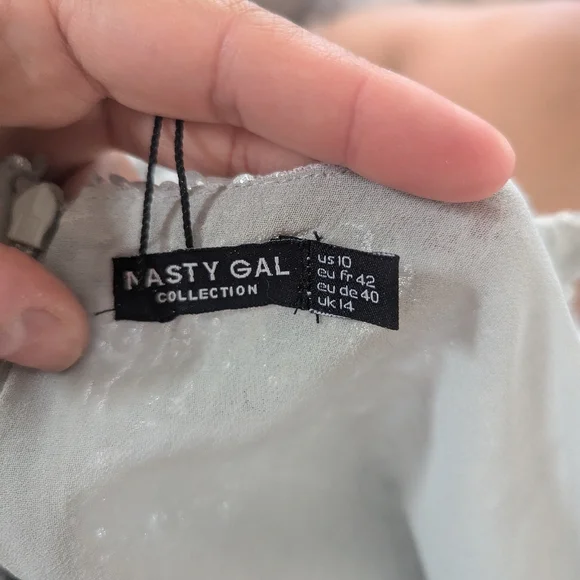 NASTY GAL
COLLECTION
us 10
eu fr 42
eu de 40
uk 14